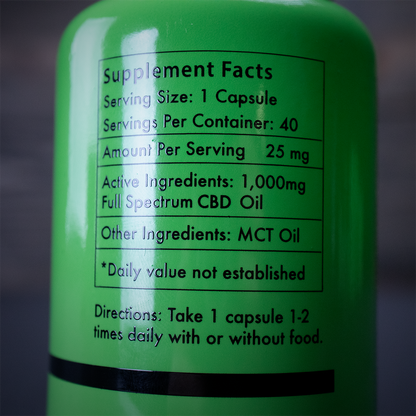 Supplement Facts
Serving Size: 1 Capsule
Servings Per Container: 40
Amount Per Serving 25 mg
Active Ingredients: 1,000mg
Full Spectrum CBD Oil
Other Ingredients: MCT Oil
*Daily value not established
Directions: Take 1 capsule 1-2
times daily with or without food.